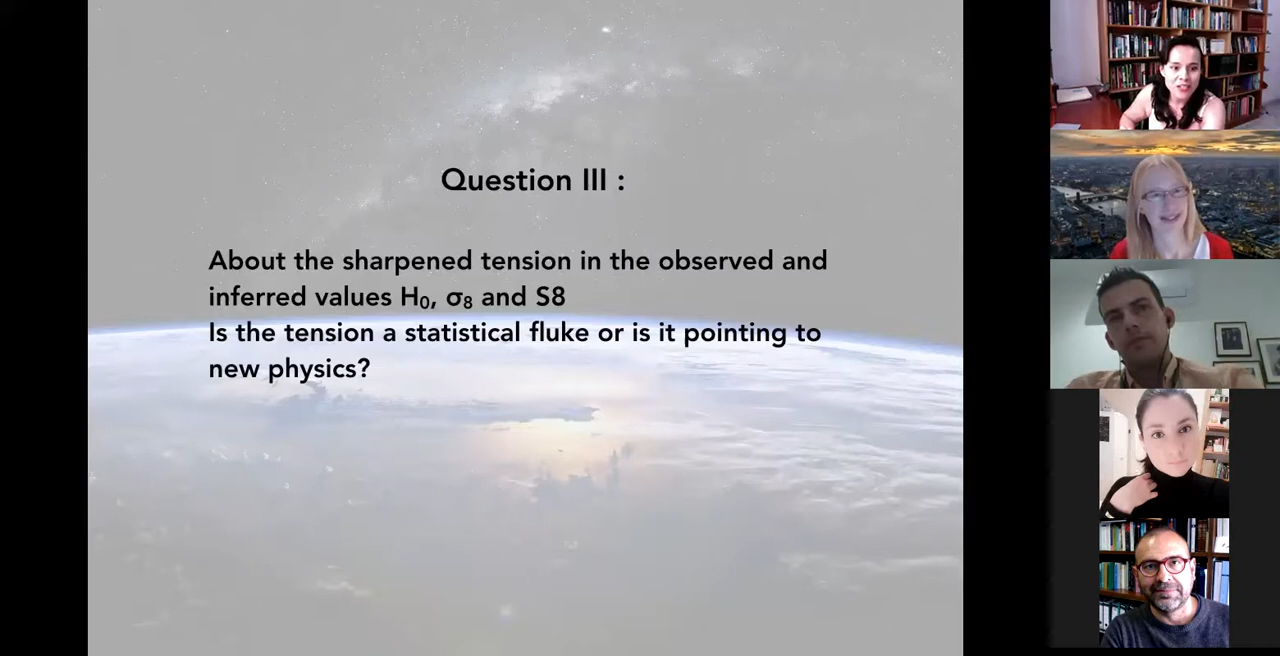 Question III :
About the sharpened tension in the observed and
inferred values H₀, σ₈ and S8
Is the tension a statistical fluke or is it pointing to
new physics?